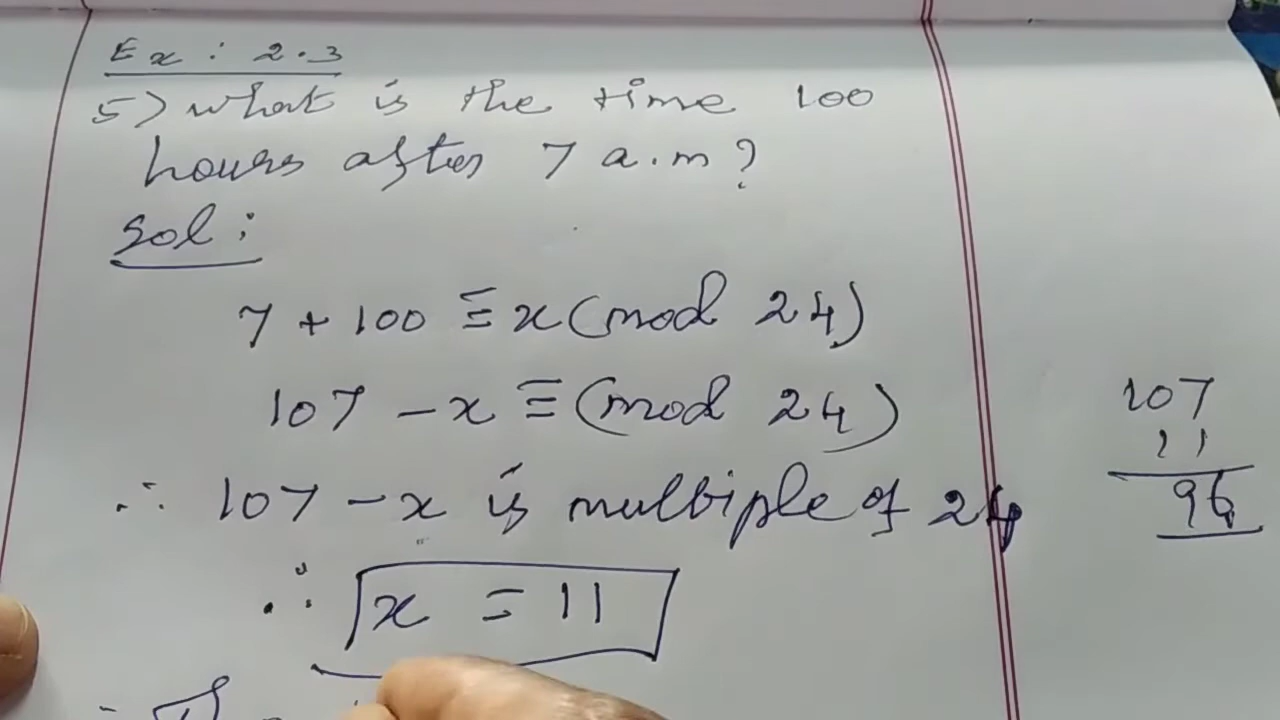 Ex : 2.3
5) what is the time 100
hours after 7 a.m?
Sol :
7 + 100 ≡ x (mod 24)
107 - x ≡ (mod 24)
∴ 107 - x is multiple of 24
∴ x = 11
107
11
96